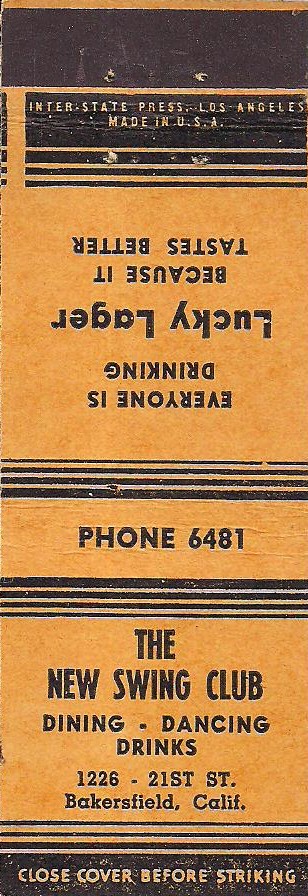 INTER-STATE PRESS, LOS ANGELES
MADE IN U.S.A.
EVERYONE IS
DRINKING
Lucky Lager
BECAUSE IT
TASTES BETTER
PHONE 6481
THE
NEW SWING CLUB
DINING - DANCING
DRINKS
1226 - 21ST ST.
Bakersfield, Calif.
CLOSE COVER BEFORE STRIKING